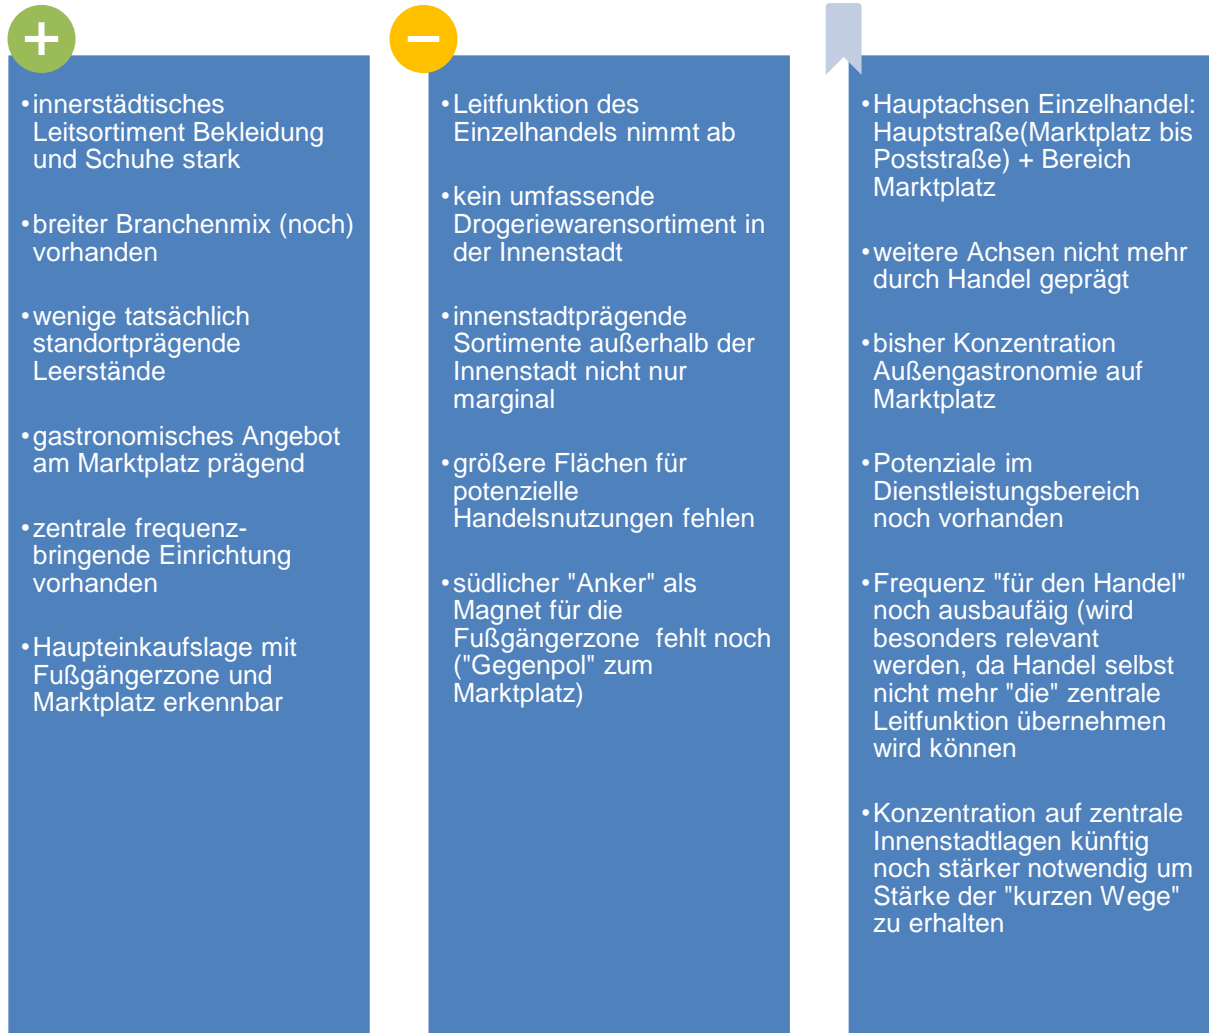 •innerstädtisches
Leitsortiment Bekleidung
und Schuhe stark
•breiter Branchenmix (noch)
vorhanden
•wenige tatsächlich
standortprägende
Leerstände
•gastronomisches Angebot
am Marktplatz prägend
•zentrale frequenz-
bringende Einrichtung
vorhanden
•Haupteinkaufslage mit
Fußgängerzone und
Marktplatz erkennbar
•Leitfunktion des
Einzelhandels nimmt ab
•kein umfassende
Drogeriewarensortiment in
der Innenstadt
•innenstadtprägende
Sortimente außerhalb der
Innenstadt nicht nur
marginal
•größere Flächen für
potenzielle
Handelsnutzungen fehlen
•südlicher "Anker" als
Magnet für die
Fußgängerzone  fehlt noch
("Gegenpol" zum
Marktplatz)
•Hauptachsen Einzelhandel:
Hauptstraße(Marktplatz bis
Poststraße) + Bereich
Marktplatz
•weitere Achsen nicht mehr
durch Handel geprägt
•bisher Konzentration
Außengastronomie auf
Marktplatz
•Potenziale im
Dienstleistungsbereich
noch vorhanden
•Frequenz "für den Handel"
noch ausbaufäig (wird
besonders relevant
werden, da Handel selbst
nicht mehr "die" zentrale
Leitfunktion übernehmen
wird können
•Konzentration auf zentrale
Innenstadtlagen künftig
noch stärker notwendig um
Stärke der "kurzen Wege"
zu erhalten